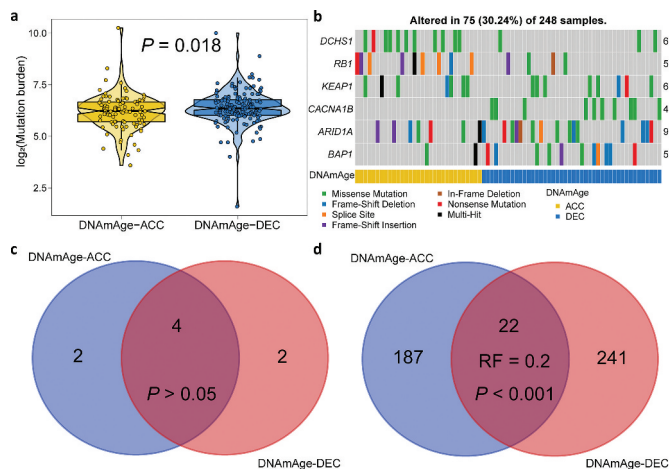 a
P = 0.018
10.0
7.5
5.0
2.5
log2(Mutation burden)
DNAmAge−ACC
DNAmAge−DEC
b
Altered in 75 (30.24%) of 248 samples.
DCHS1
6
RB1
5
KEAP1
6
CACNA1B
4
ARID1A
9
BAP1
5
DNAmAge
Missense Mutation
Frame-Shift Deletion
Splice Site
Frame-Shift Insertion
In-Frame Deletion
Nonsense Mutation
Multi-Hit
DNAmAge
ACC
DEC
c
DNAmAge-ACC
2
4
2
P > 0.05
DNAmAge-DEC
d
DNAmAge-ACC
187
22
241
RF = 0.2
P < 0.001
DNAmAge-DEC